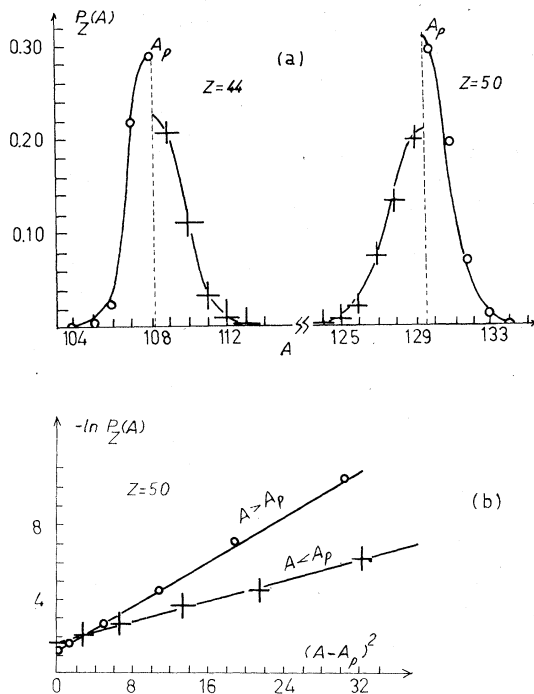 P_Z(A)
0.30
0.20
0.10
A_p
(a)
A_p
Z=44
Z=50
104
108
112
A
125
129
133
-ln P_Z(A)
Z=50
A>A_p
A<A_p
(b)
8
4
(A-A_p)^2
0
8
16
24
32